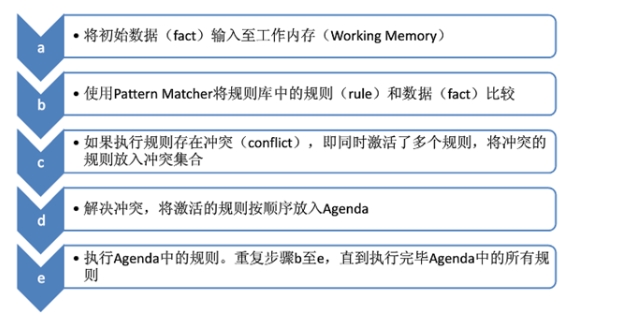 a
• 将初始数据（fact）输入至工作内存（Working Memory）
b
• 使用Pattern Matcher将规则库中的规则（rule）和数据（fact）比较
c
• 如果执行规则存在冲突（conflict），即同时激活了多个规则，将冲突的
规则放入冲突集合
d
• 解决冲突，将激活的规则按顺序放入Agenda
e
• 执行Agenda中的规则。重复步骤b至e，直到执行完毕Agenda中的所有规
则